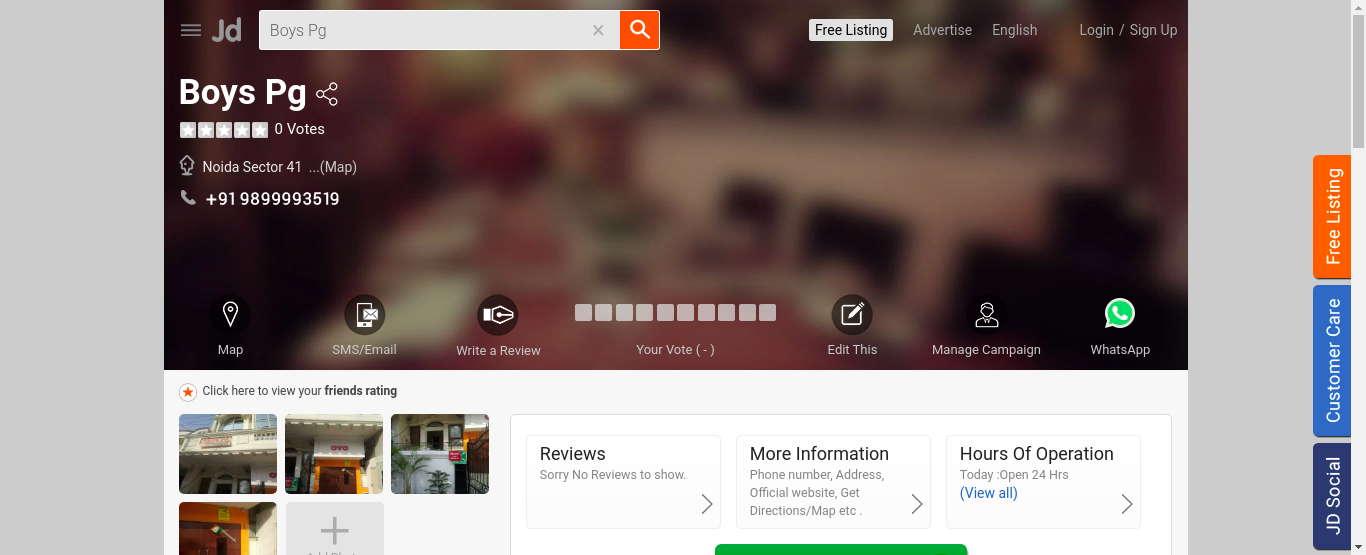 Jd
Boys Pg
Free Listing
Advertise
English
Login / Sign Up
Boys Pg
0 Votes
Noida Sector 41 ...(Map)
+91 9899993519
Map
SMS/Email
Write a Review
Your Vote ( - )
Edit This
Manage Campaign
WhatsApp
Click here to view your friends rating
OYO
Reviews
Sorry No Reviews to show.
More Information
Phone number, Address,
Official website, Get
Directions/Map etc .
Hours Of Operation
Today :Open 24 Hrs
(View all)
Free Listing
Customer Care
JD Social